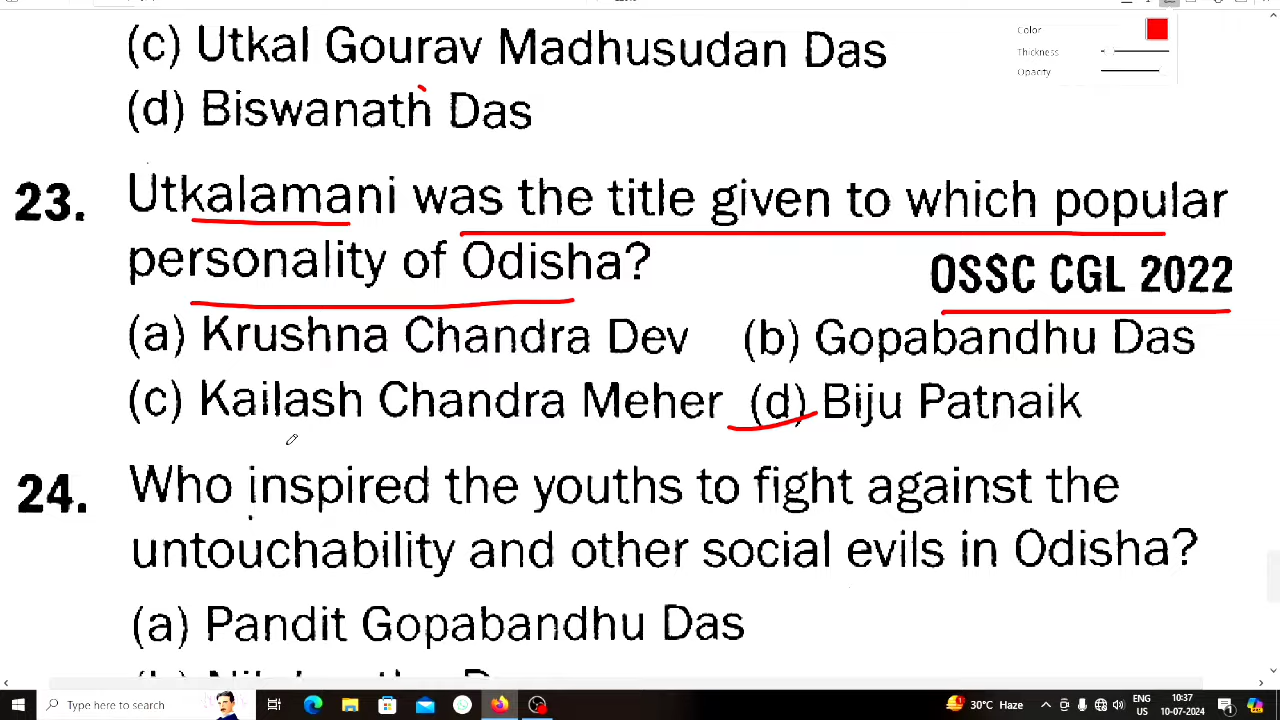 Color
Thickness
Opacity
(c) Utkal Gourav Madhusudan Das
(d) Biswanath Das
23. Utkalamani was the title given to which popular
personality of Odisha?
OSSC CGL 2022
(a) Krushna Chandra Dev (b) Gopabandhu Das
(c) Kailash Chandra Meher (d) Biju Patnaik
24. Who inspired the youths to fight against the
untouchability and other social evils in Odisha?
(a) Pandit Gopabandhu Das
Type here to search
30°C Haze
ENG
US
10:37
10-07-2024